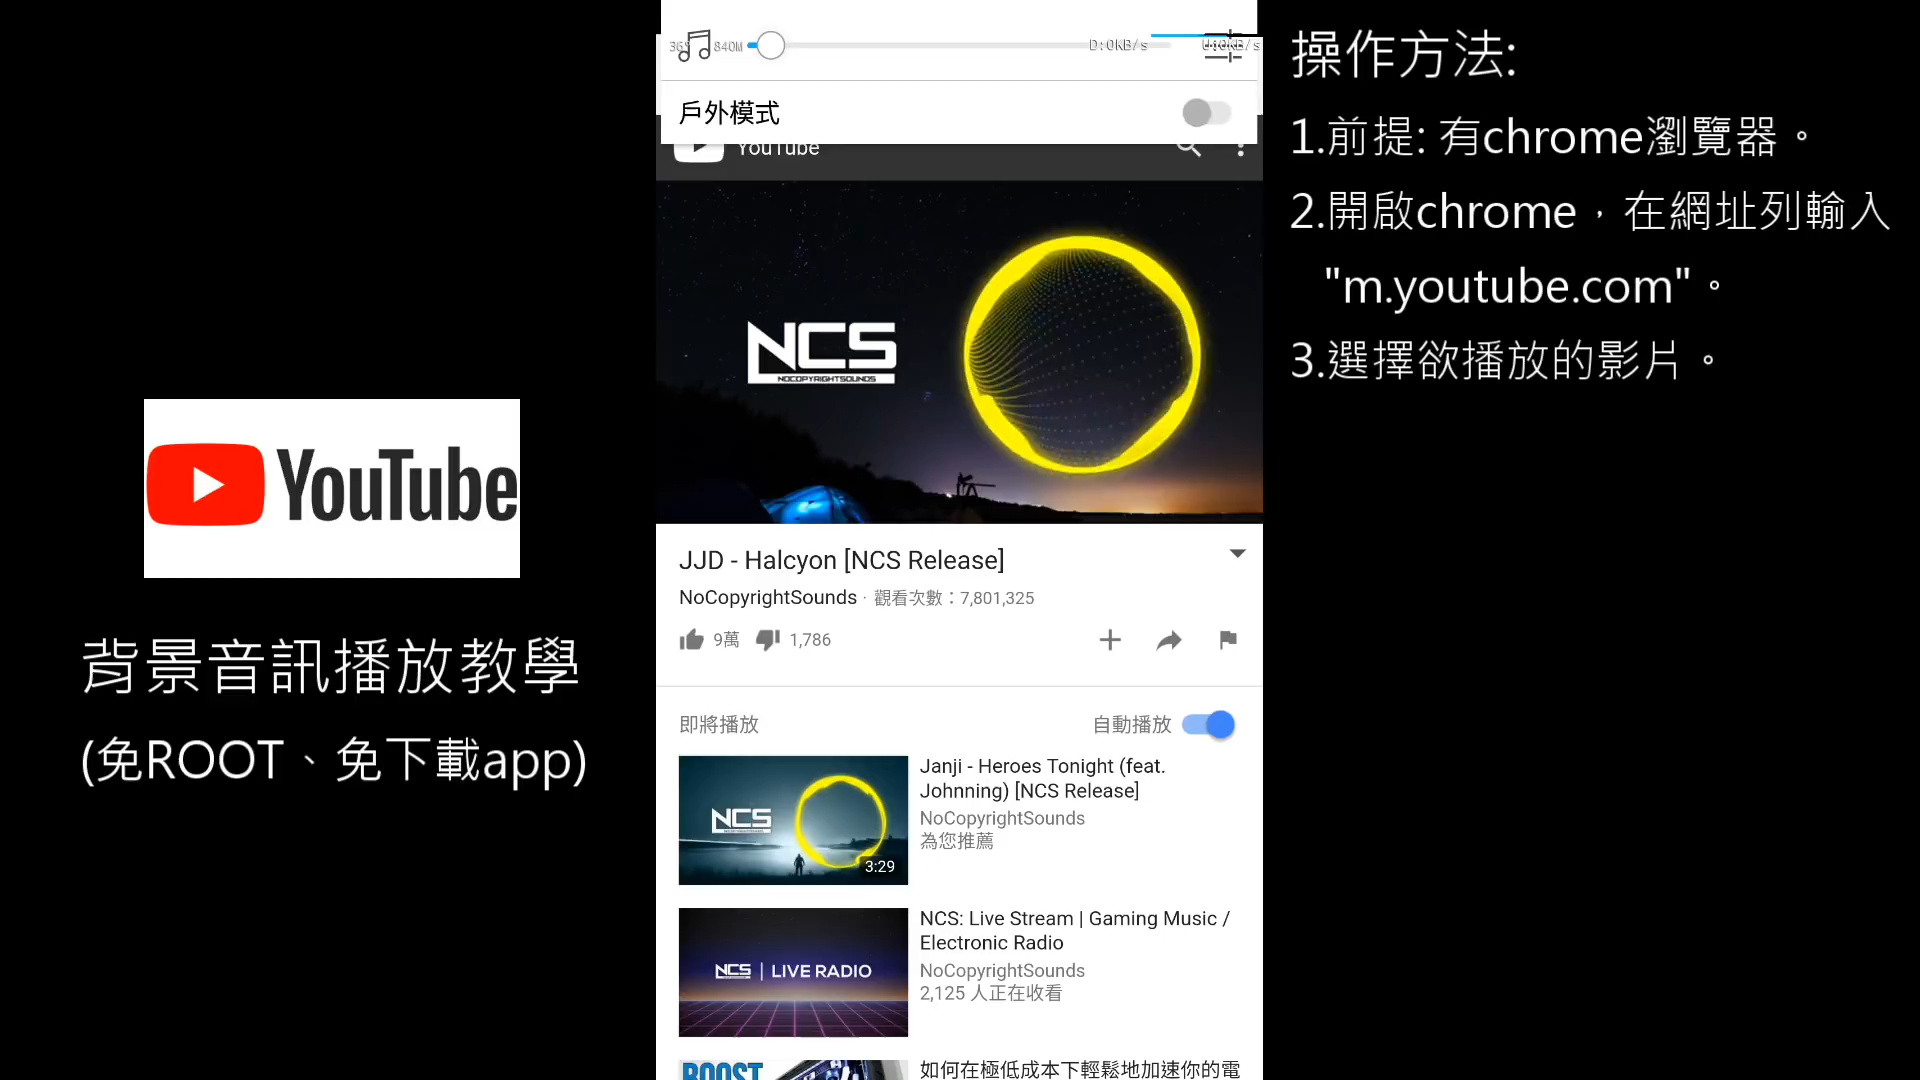 YouTube
背景音訊播放教學
(免ROOT、免下載app)
840M
D:0KB/s
戶外模式
YouTube
NCS
NOCOPYRIGHTSOUNDS
JJD - Halcyon [NCS Release]
NoCopyrightSounds · 觀看次數：7,801,325
9萬 1,786
即將播放 自動播放
NCS
3:29
Janji - Heroes Tonight (feat.
Johnning) [NCS Release]
NoCopyrightSounds
為您推薦
NCS | LIVE RADIO
NCS: Live Stream | Gaming Music /
Electronic Radio
NoCopyrightSounds
2,125 人正在收看
BOOST
如何在極低成本下輕鬆地加速你的電
操作方法:
1.前提: 有chrome瀏覽器。
2.開啟chrome，在網址列輸入
"m.youtube.com"。
3.選擇欲播放的影片。